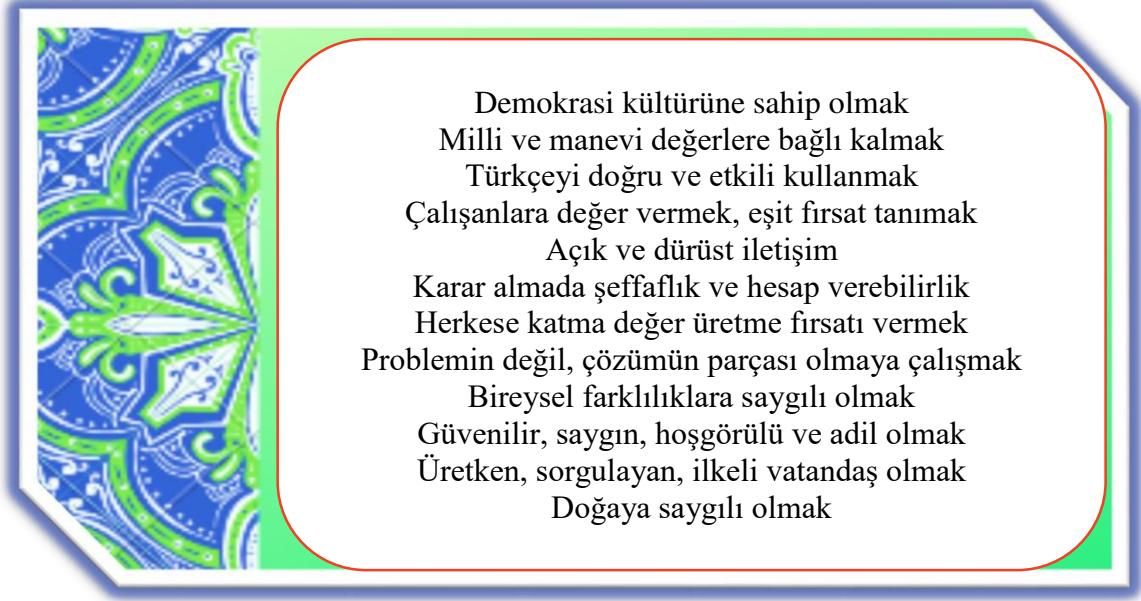 Demokrasi kültürüne sahip olmak
Milli ve manevi değerlere bağlı kalmak
Türkçeyi doğru ve etkili kullanmak
Çalışanlara değer vermek, eşit fırsat tanımak
Açık ve dürüst iletişim
Karar almada şeffaflık ve hesap verebilirlik
Herkese katma değer üretme fırsatı vermek
Problemin değil, çözümün parçası olmaya çalışmak
Bireysel farklılıklara saygılı olmak
Güvenilir, saygın, hoşgörülü ve adil olmak
Üretken, sorgulayan, ilkeli vatandaş olmak
Doğaya saygılı olmak